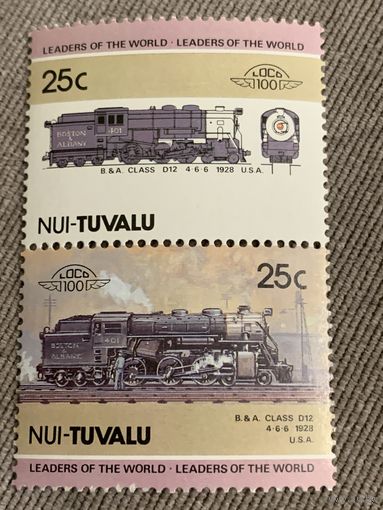 LEADERS OF THE WORLD · LEADERS OF THE WORLD
25c
LOCO
100
BOSTON & ALBANY
401
B.&A. CLASS D12 4·6·6 1928 U.S.A.
NUI-TUVALU
LOCO
100
25c
BOSTON & ALBANY
401
B.&A. CLASS D12
4·6·6 1928
U.S.A.
NUI-TUVALU
LEADERS OF THE WORLD · LEADERS OF THE WORLD